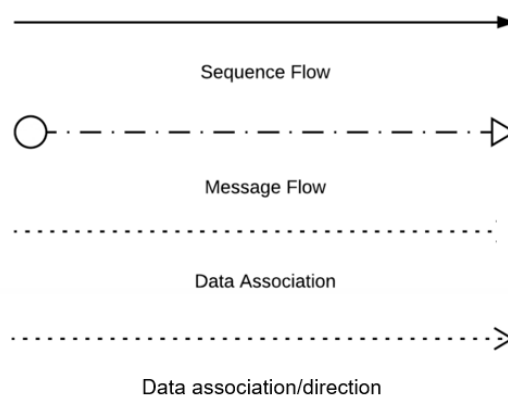 Sequence Flow
Message Flow
Data Association
Data association/direction